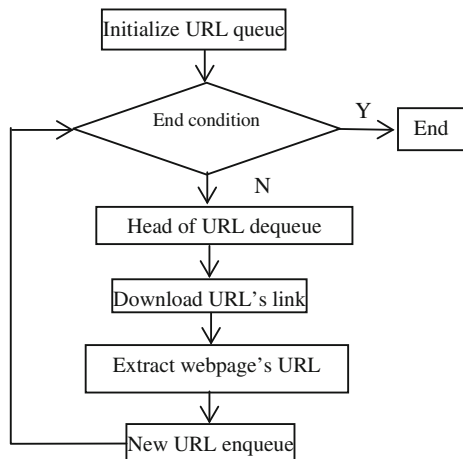 Initialize URL queue
End condition
Y
End
N
Head of URL dequeue
Download URL’s link
Extract webpage’s URL
New URL enqueue